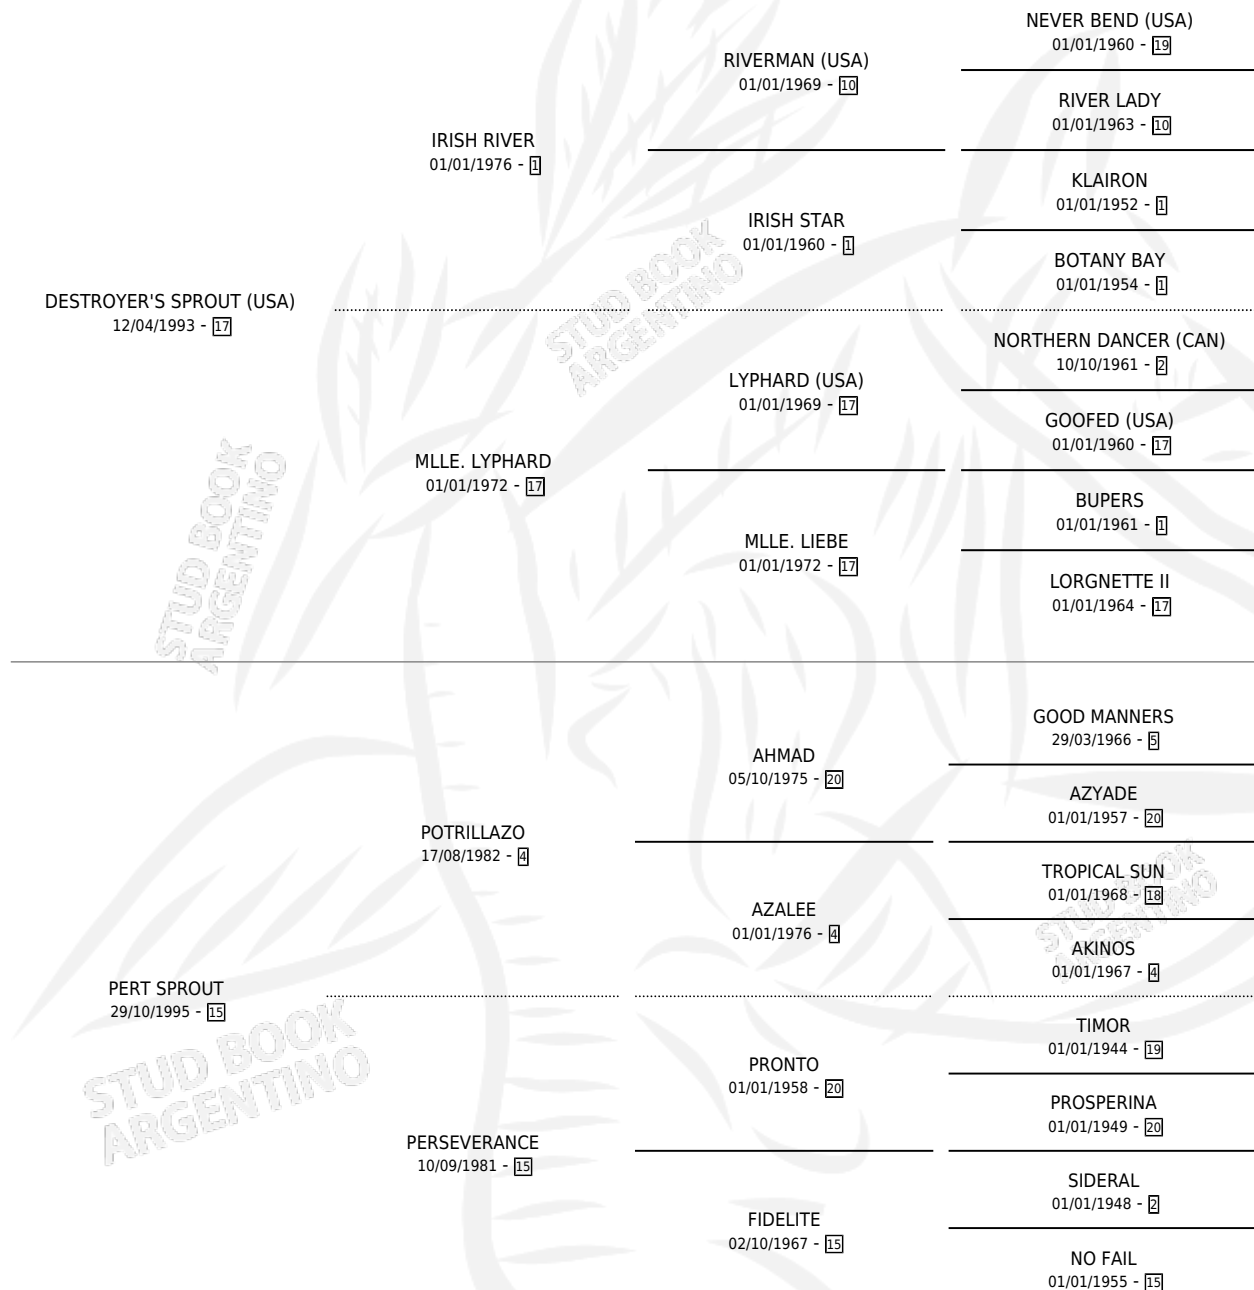 NEVER BEND (USA)
01/01/1960 - 19
RIVERMAN (USA)
01/01/1969 - 10
RIVER LADY
01/01/1963 - 10
IRISH RIVER
01/01/1976 - 1
KLAIRON
01/01/1952 - 1
IRISH STAR
01/01/1960 - 1
BOTANY BAY
01/01/1954 - 1
DESTROYER'S SPROUT (USA)
12/04/1993 - 17
NORTHERN DANCER (CAN)
10/10/1961 - 2
LYPHARD (USA)
01/01/1969 - 17
GOOFED (USA)
01/01/1960 - 17
MLLE. LYPHARD
01/01/1972 - 17
BUPERS
01/01/1961 - 1
MLLE. LIEBE
01/01/1972 - 17
LORGNETTE II
01/01/1964 - 17
GOOD MANNERS
29/03/1966 - 5
AHMAD
05/10/1975 - 20
AZYADE
01/01/1957 - 20
POTRILLAZO
17/08/1982 - 4
TROPICAL SUN
01/01/1968 - 18
AZALEE
01/01/1976 - 4
AKINOS
01/01/1967 - 4
PERT SPROUT
29/10/1995 - 15
TIMOR
01/01/1944 - 19
PRONTO
01/01/1958 - 20
PROSPERINA
01/01/1949 - 20
PERSEVERANCE
10/09/1981 - 15
SIDERAL
01/01/1948 - 2
FIDELITE
02/10/1967 - 15
NO FAIL
01/01/1955 - 15
STUD BOOK
ARGENTINO
STUD BOOK
ARGENTINO
STUD BOOK
ARGENTINO
STUD BOOK
ARGENTINO